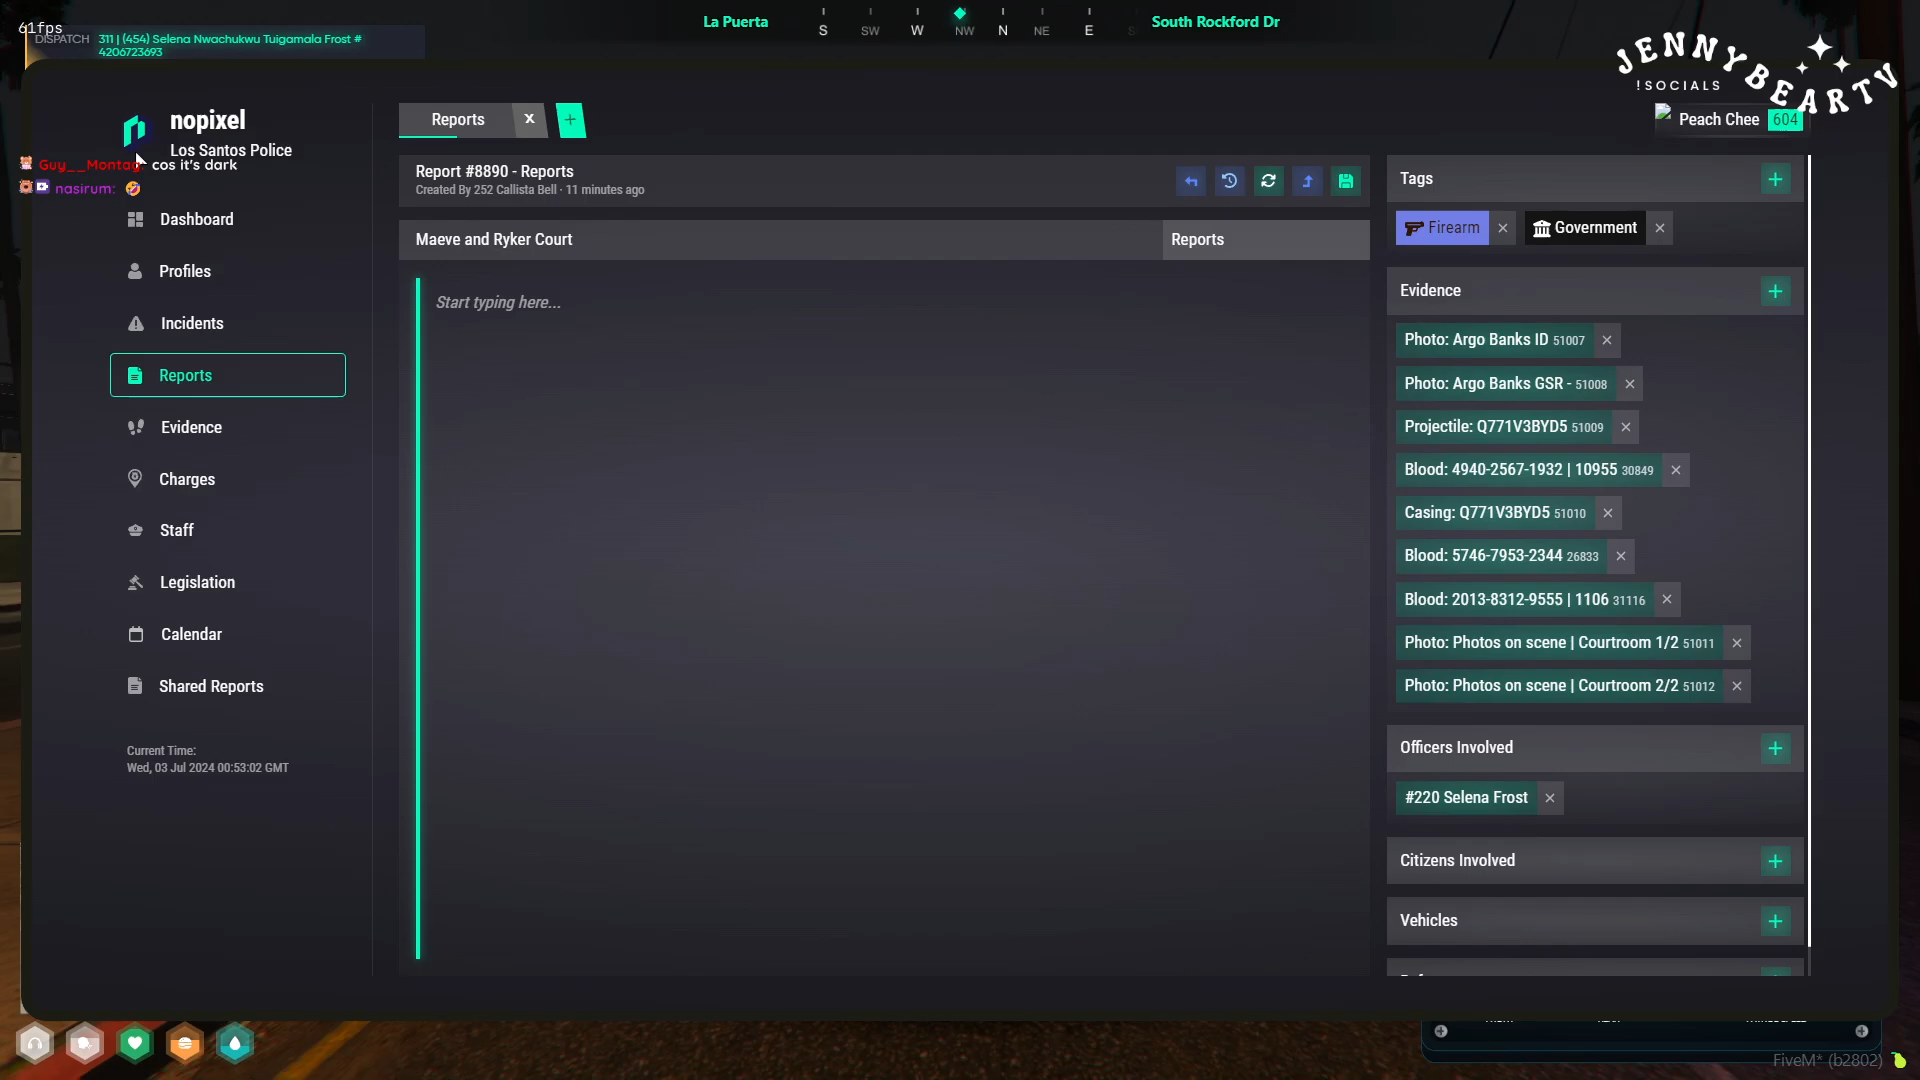 61fps
DISPATCH
311 | (454) Selena Nwachukwu Tuigamala Frost #
4206723693
La Puerta
S SW W NW N NE E
South Rockford Dr
JENNYBEARTV
!SOCIALS
nopixel
Los Santos Police
Guy__Montag: cos it's dark
nasirum:
Dashboard
Profiles
Incidents
Reports
Evidence
Charges
Staff
Legislation
Calendar
Shared Reports
Current Time:
Wed, 03 Jul 2024 00:53:02 GMT
Reports x +
Peach Chee 604
Report #8890 - Reports
Created By 252 Callista Bell · 11 minutes ago
Maeve and Ryker Court
Reports
Start typing here...
Tags
Firearm
Government
Evidence
Photo: Argo Banks ID 51007
Photo: Argo Banks GSR - 51008
Projectile: Q771V3BYD5 51009
Blood: 4940-2567-1932 | 10955 30849
Casing: Q771V3BYD5 51010
Blood: 5746-7953-2344 26833
Blood: 2013-8312-9555 | 1106 31116
Photo: Photos on scene | Courtroom 1/2 51011
Photo: Photos on scene | Courtroom 2/2 51012
Officers Involved
#220 Selena Frost
Citizens Involved
Vehicles
FiveM* (b2802)